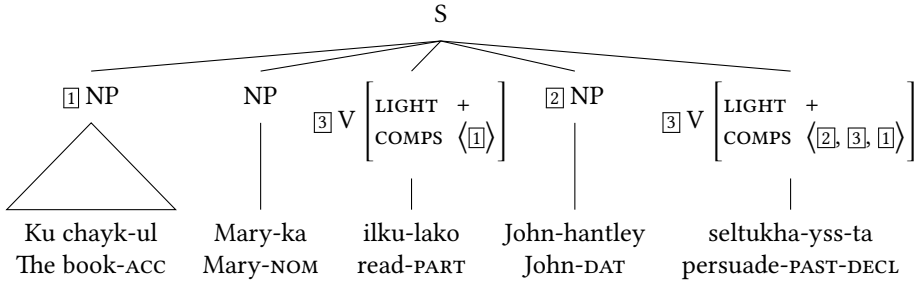 S
1 NP
NP
3 V [LIGHT +
COMPS ⟨1⟩]
2 NP
3 V [LIGHT +
COMPS ⟨2, 3, 1⟩]
Ku chayk-ul Mary-ka ilku-lako John-hantley seltukha-yss-ta
The book-ACC Mary-NOM read-PART John-DAT persuade-PAST-DECL